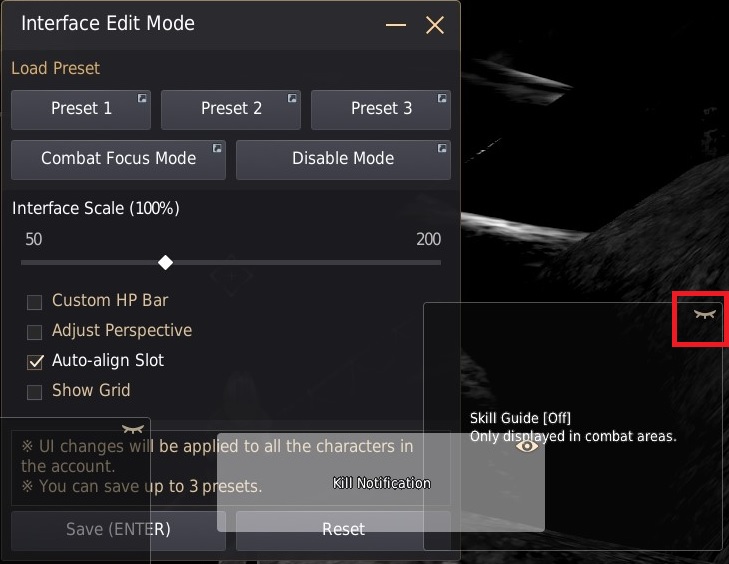 Interface Edit Mode
Load Preset
Preset 1
Preset 2
Preset 3
Combat Focus Mode
Disable Mode
Interface Scale (100%)
50
200
Custom HP Bar
Adjust Perspective
Auto-align Slot
Show Grid
Skill Guide [Off]
Only displayed in combat areas.
※ UI changes will be applied to all the characters in
the account.
※ You can save up to 3 presets.
Kill Notification
Save (ENTER)
Reset